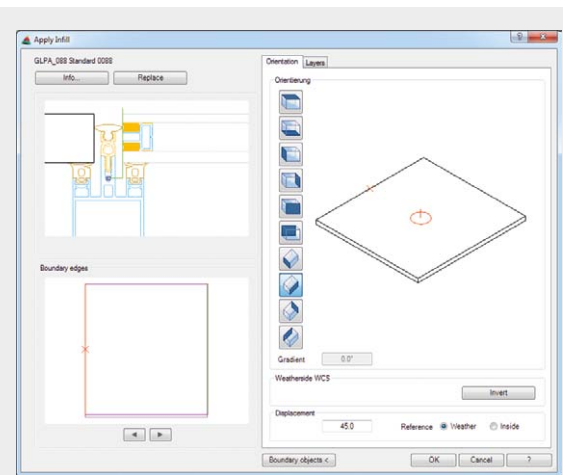 Apply Infill
GLPA_088 Standard 0088
Info...
Replace
Boundary edges
Orientation
Layers
Orientierung
Gradient
0.0°
Weatherside WCS
Invert
Displacement
45.0
Reference
Weather
Inside
Boundary objects <
OK
Cancel
?